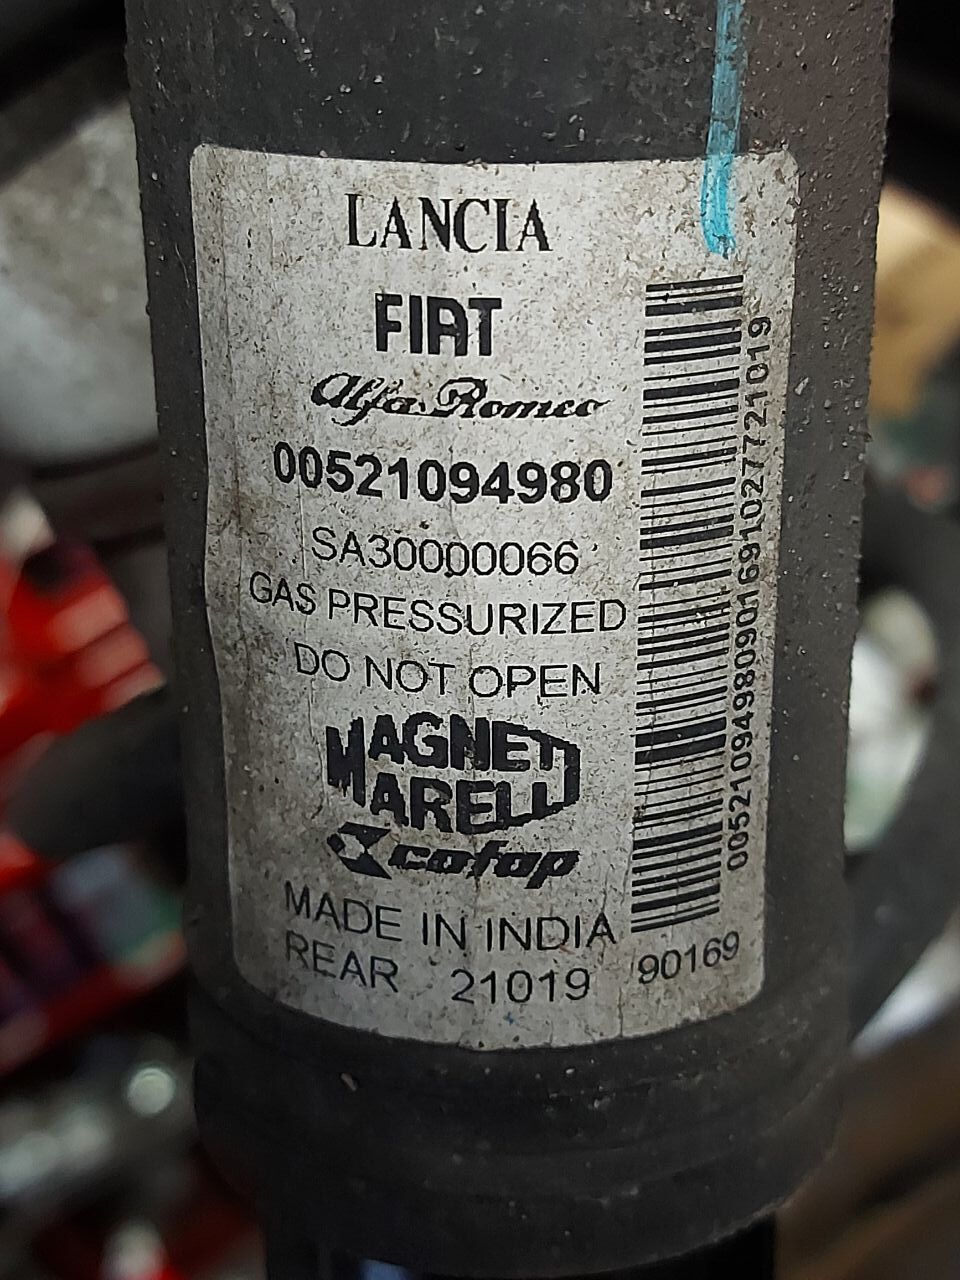 LANCIA
FIAT
Alfa Romeo
00521094980
SA30000066
GAS PRESSURIZED
DO NOT OPEN
MAGNETI
MARELLI
cofap
MADE IN INDIA
REAR 21019 90169
00521094980901691027721019